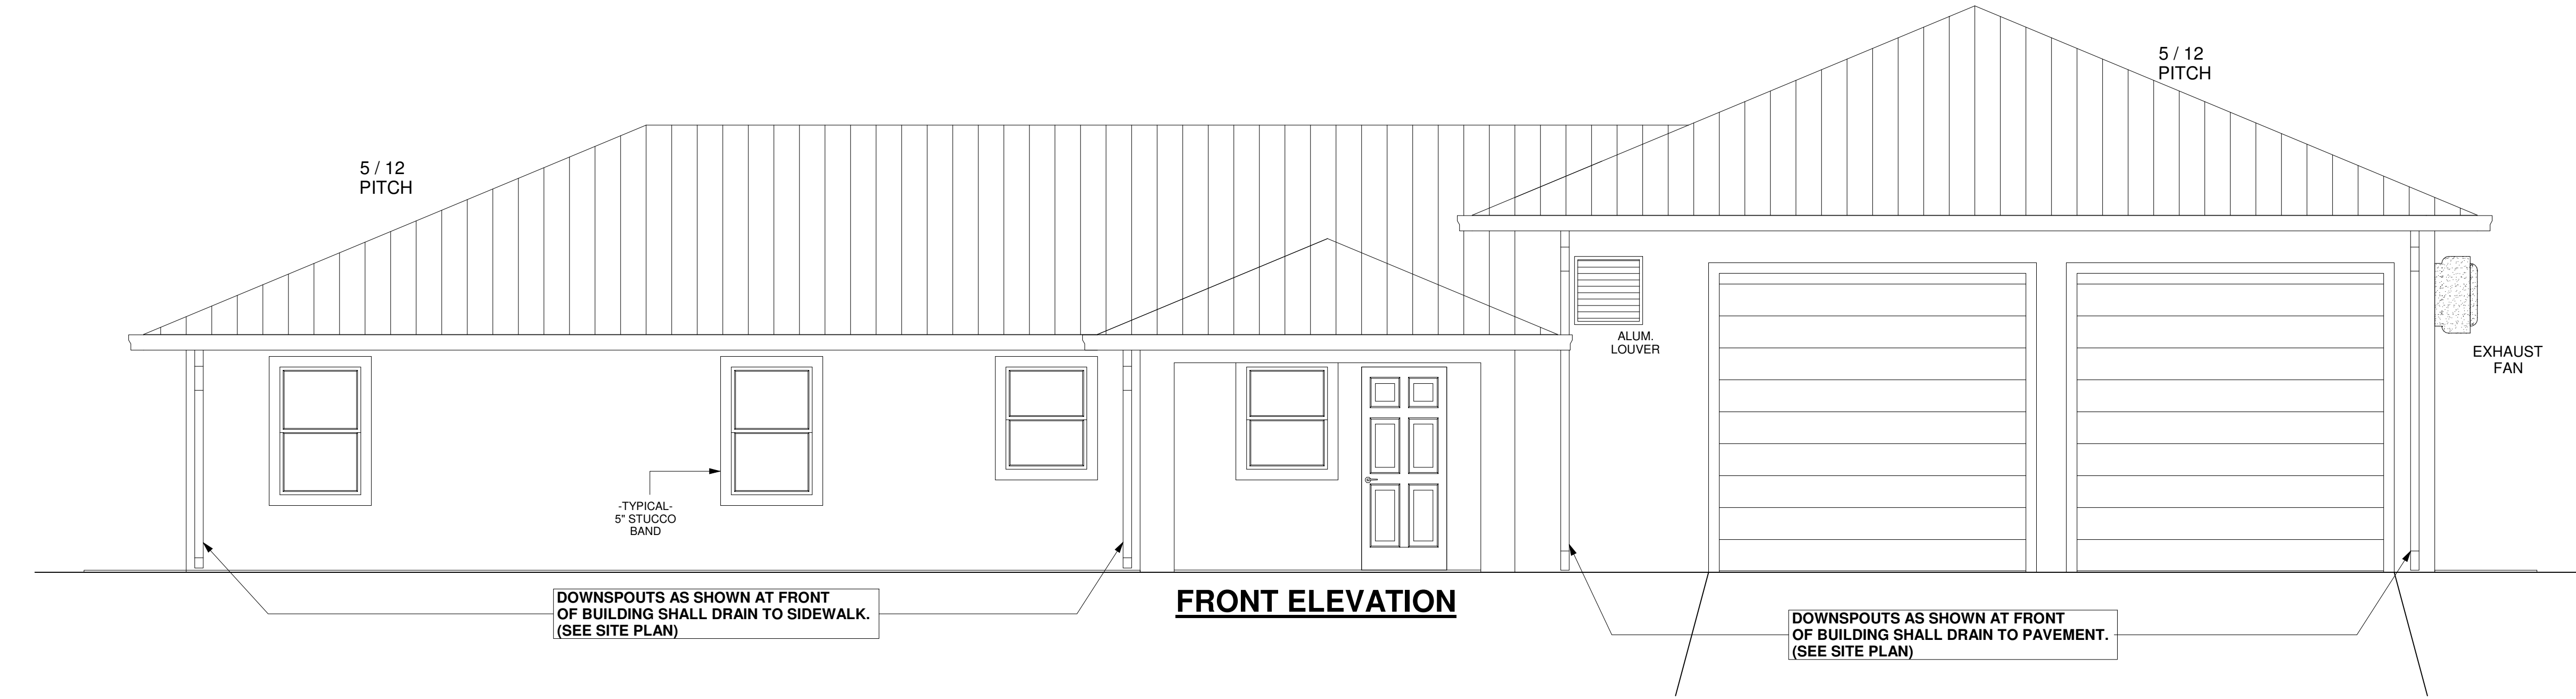 5 / 12
PITCH
5 / 12
PITCH
ALUM.
LOUVER
EXHAUST
FAN
-TYPICAL-
5" STUCCO
BAND
DOWNSPOUTS AS SHOWN AT FRONT
OF BUILDING SHALL DRAIN TO SIDEWALK.
(SEE SITE PLAN)
FRONT ELEVATION
DOWNSPOUTS AS SHOWN AT FRONT
OF BUILDING SHALL DRAIN TO PAVEMENT.
(SEE SITE PLAN)